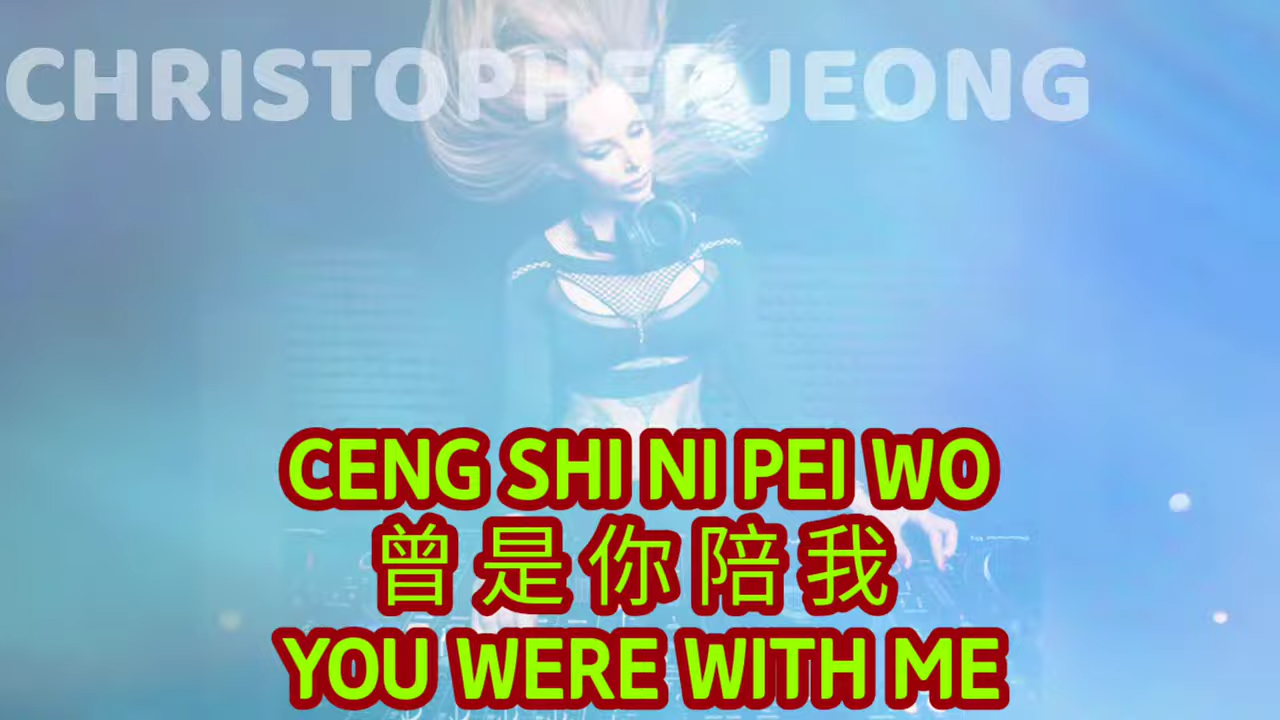 CHRISTOPHER JEONG
CENG SHI NI PEI WO
曾是你陪我
YOU WERE WITH ME